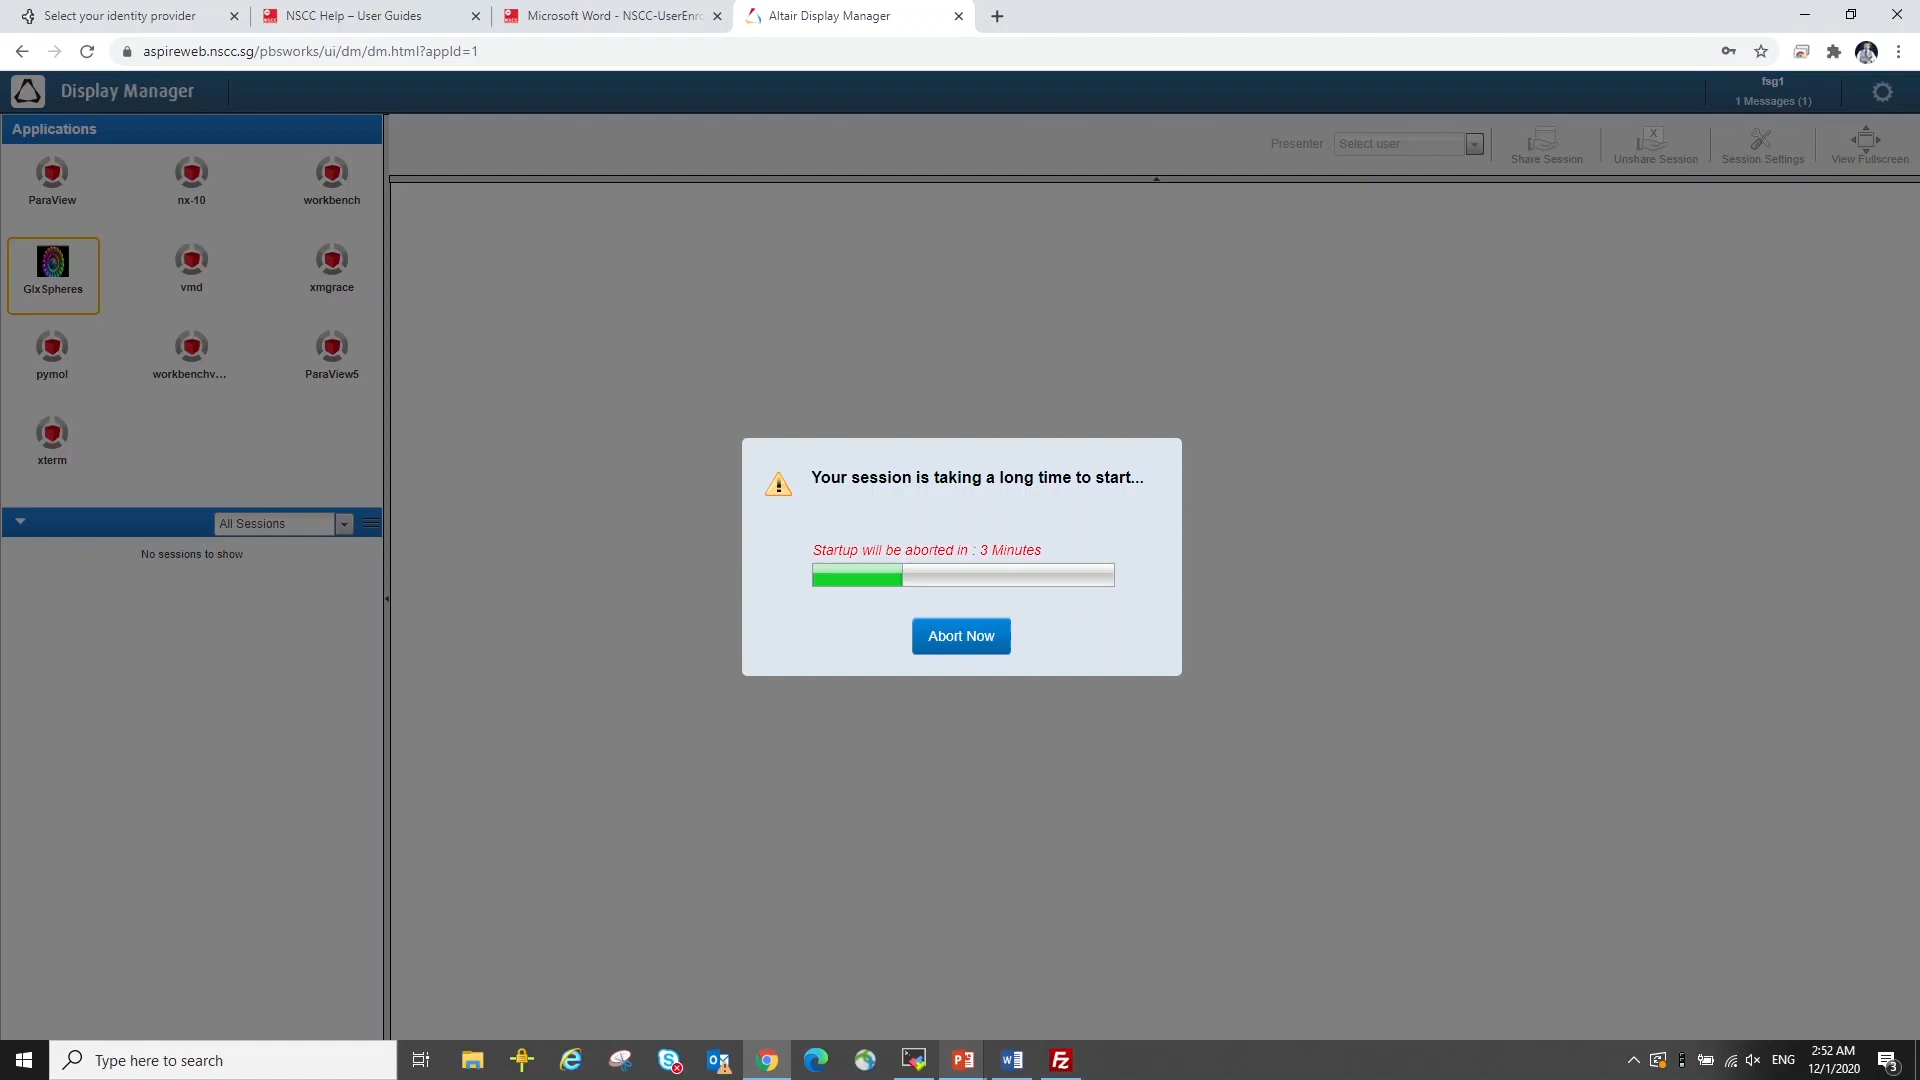 Select your identity provider
NSCC Help – User Guides
Microsoft Word - NSCC-UserEnro
Altair Display Manager
aspireweb.nscc.sg/pbsworks/ui/dm/dm.html?appId=1
Display Manager
fsg1
1 Messages (1)
Applications
Presenter :
Select user
Share Session
Unshare Session
Session Settings
View Fullscreen
ParaView
nx-10
workbench
GlxSpheres
vmd
xmgrace
pymol
workbenchv...
ParaView5
xterm
All Sessions
No sessions to show
Your session is taking a long time to start...
Startup will be aborted in : 3 Minutes
Abort Now
Type here to search
ENG
2:52 AM
12/1/2020
3